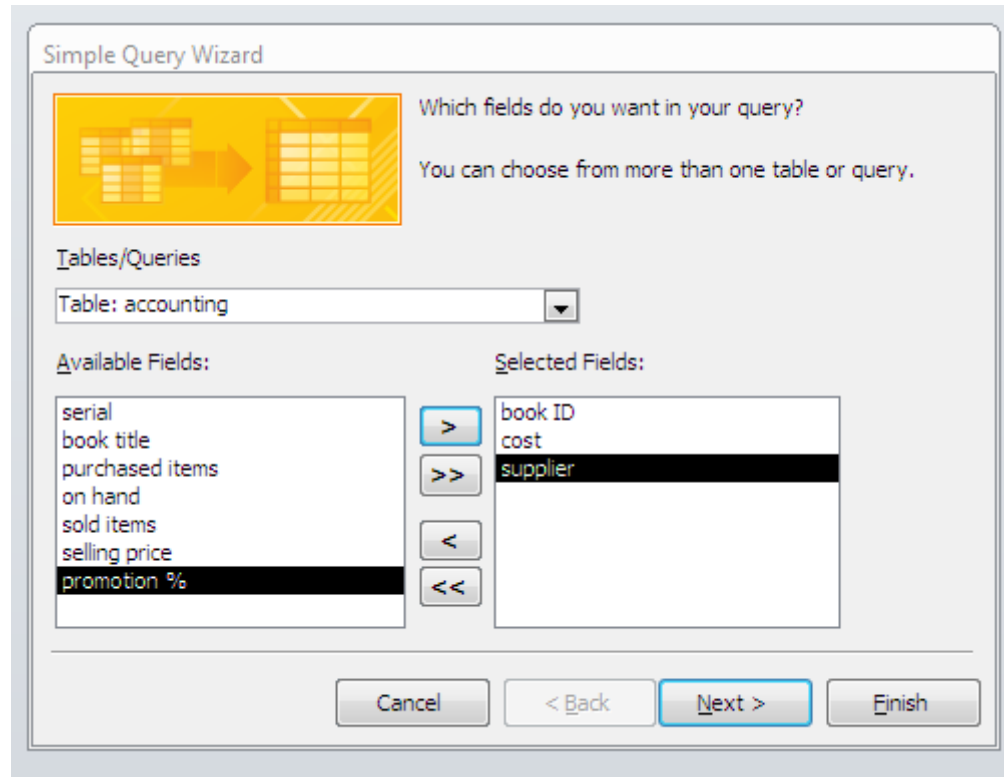 Simple Query Wizard
Which fields do you want in your query?
You can choose from more than one table or query.
Tables/Queries
Table: accounting
Available Fields:
serial
book title
purchased items
on hand
sold items
selling price
promotion %
>
>>
<
<<
Selected Fields:
book ID
cost
supplier
Cancel
< Back
Next >
Finish